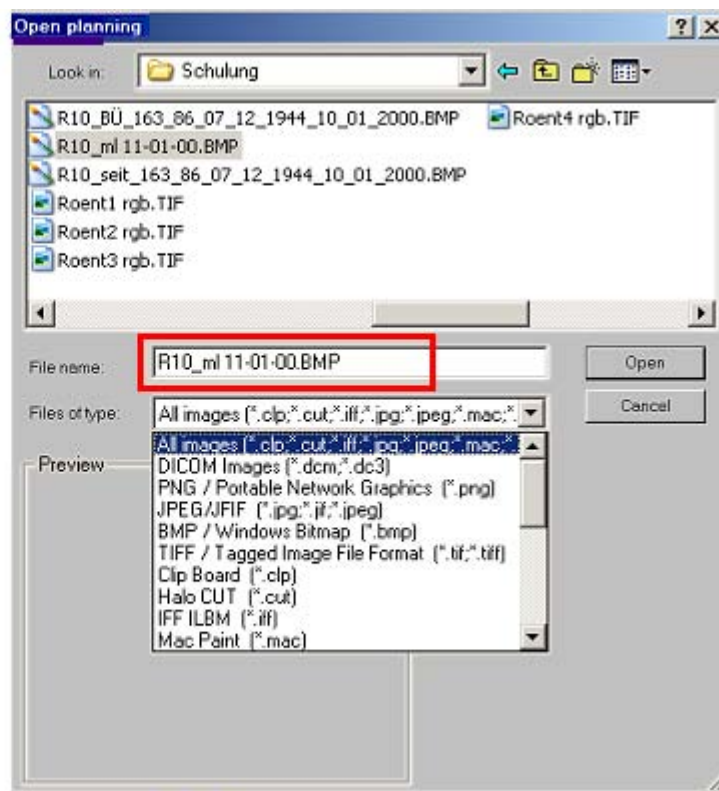 Open planning
Look in: Schulung
R10_BÜ_163_86_07_12_1944_10_01_2000.BMP
R10_ml 11-01-00.BMP
R10_seit_163_86_07_12_1944_10_01_2000.BMP
Roent1 rgb.TIF
Roent2 rgb.TIF
Roent3 rgb.TIF
Roent4 rgb.TIF
File name: R10_ml 11-01-00.BMP
Open
Files of type: All images (*.clp;*.cut;*.iff;*.jpg;*.jpeg;*.mac;*.
Cancel
All images (*.clp;*.cut;*.iff;*.jpg;*.jpeg;*.mac;*.
DICOM Images (*.dcm;*.dc3)
PNG / Portable Network Graphics (*.png)
JPEG/JFIF (*.jpg;*.jif;*.jpeg)
BMP / Windows Bitmap (*.bmp)
TIFF / Tagged Image File Format (*.tif;*.tiff)
Clip Board (*.clp)
Halo CUT (*.cut)
IFF ILBM (*.iff)
Mac Paint (*.mac)
Preview